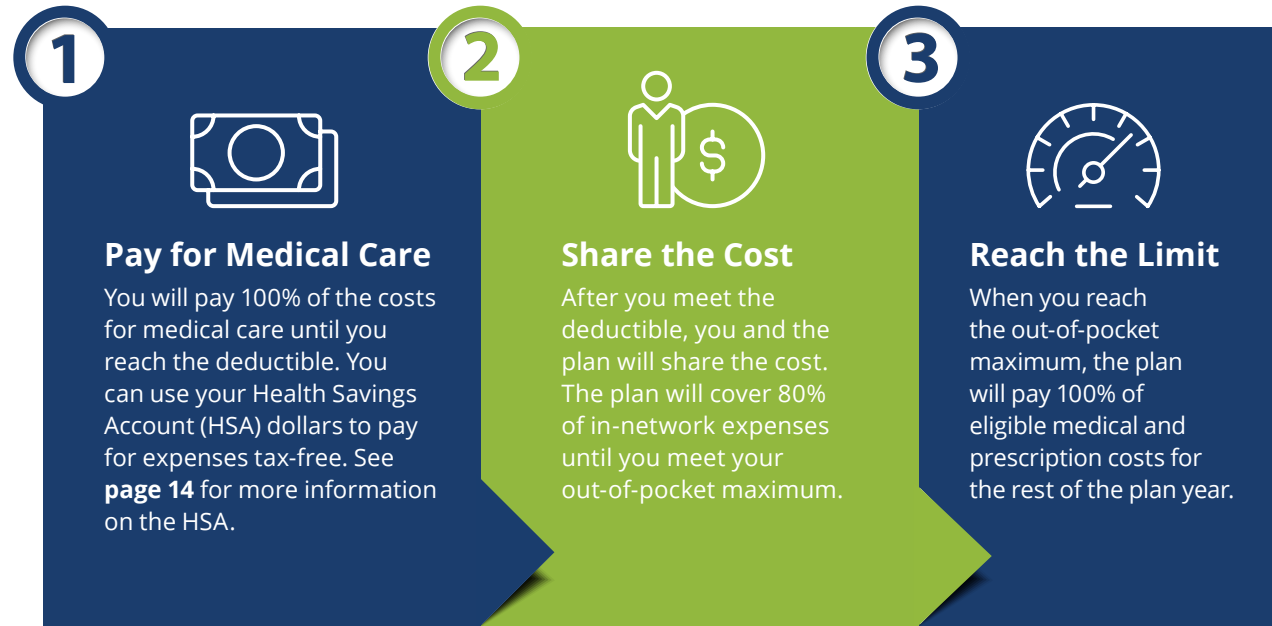 1
Pay for Medical Care
You will pay 100% of the costs
for medical care until you
reach the deductible. You
can use your Health Savings
Account (HSA) dollars to pay
for expenses tax-free. See
page 14 for more information
on the HSA.
2
$
Share the Cost
After you meet the
deductible, you and the
plan will share the cost.
The plan will cover 80%
of in-network expenses
until you meet your
out-of-pocket maximum.
3
Reach the Limit
When you reach
the out-of-pocket
maximum, the plan
will pay 100% of
eligible medical and
prescription costs for
the rest of the plan year.